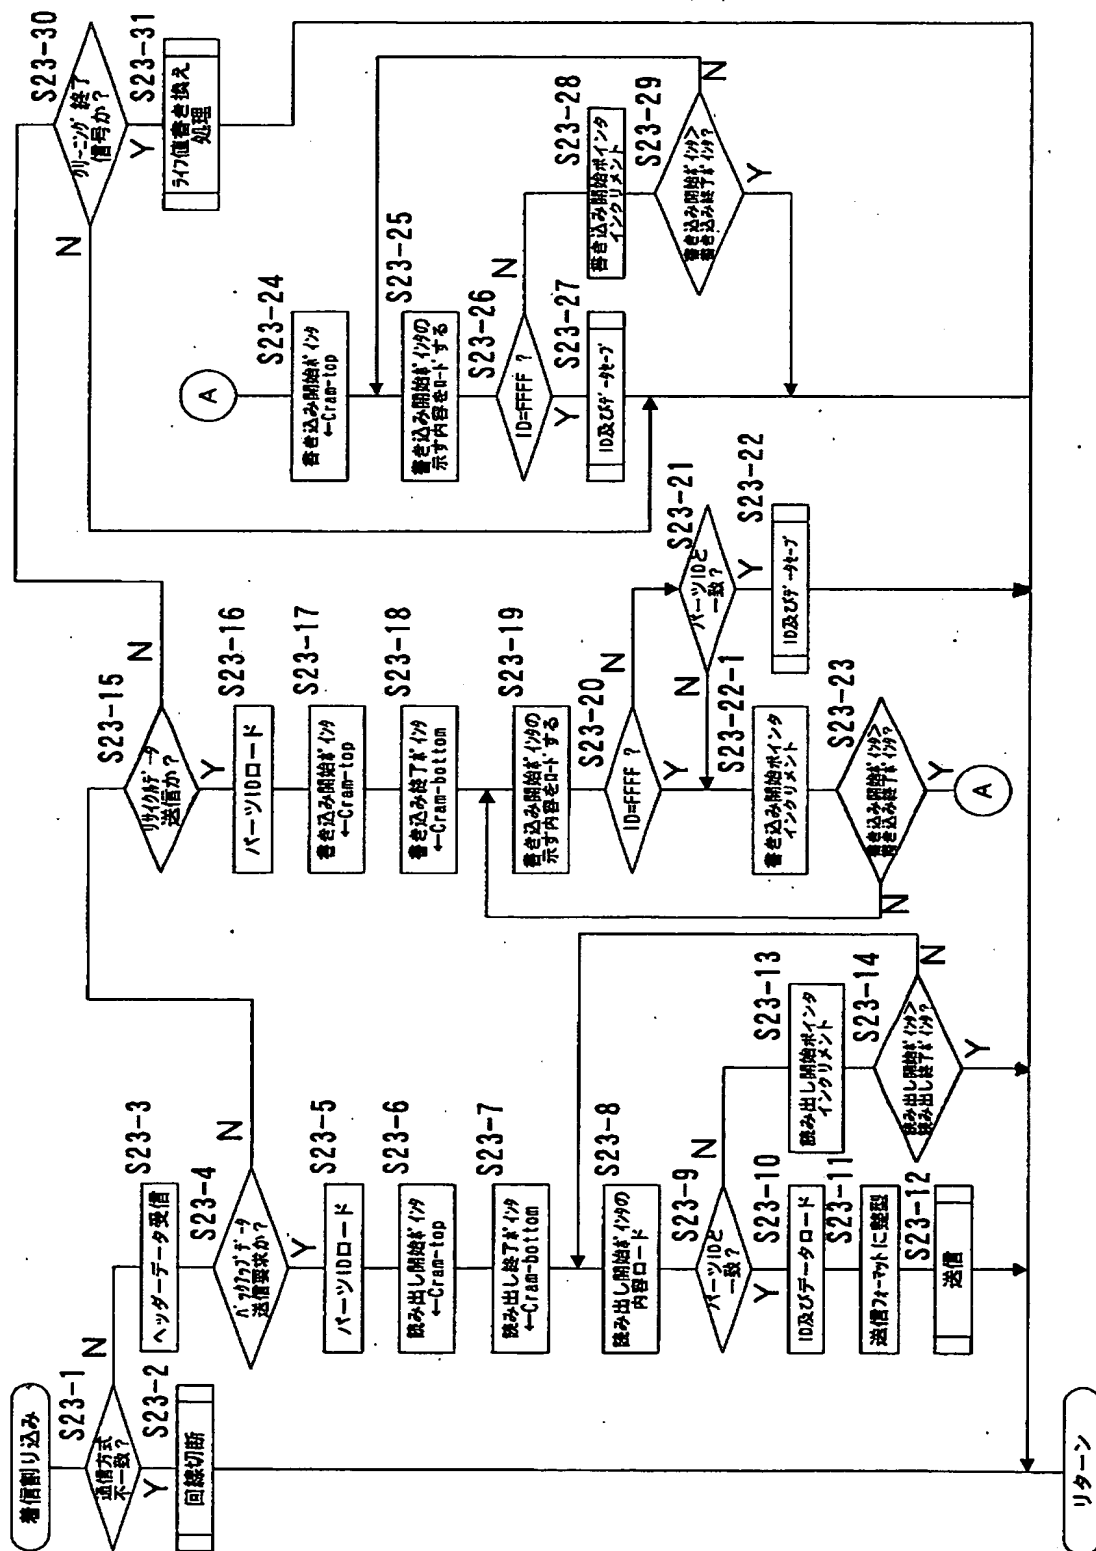 着信割り込み
S23-1
通信方式
不一致?
N
Y
S23-2
回線切断
S23-3
ヘッダーデータ受信
S23-4
バックアップデータ
送信要求か?
N
Y
S23-5
パーツIDロード
S23-6
読み出し開始ポインタ
←Cram-top
S23-7
読み出し終了ポインタ
←Cram-bottom
S23-8
読み出し開始ポインタの
内容ロード
S23-9
パーツIDと
一致?
N
Y
S23-10
ID及びデータロード
S23-11
送信フォーマットに整型
S23-12
送信
S23-13
読み出し開始ポインタ
インクリメント
S23-14
読み出し開始ポインタ>
読み出し終了ポインタ?
N
Y
S23-15
リサイクルデータ
送信か?
N
Y
S23-16
パーツIDロード
S23-17
書き込み開始ポインタ
←Cram-top
S23-18
書き込み終了ポインタ
←Cram-bottom
S23-19
書き込み開始ポインタの
示す内容をロードする
S23-20
ID=FFFF ?
N
Y
S23-21
パーツIDと
一致?
N
Y
S23-22
ID及びデータセーブ
S23-22-1
書き込み開始ポインタ
インクリメント
S23-23
書き込み開始ポインタ>
書き込み終了ポインタ?
N
Y
A
A
S23-24
書き込み開始ポインタ
←Cram-top
S23-25
書き込み開始ポインタの
示す内容をロードする
S23-26
ID=FFFF ?
N
Y
S23-27
ID及びデータセーブ
S23-28
書き込み開始ポインタ
インクリメント
S23-29
書き込み開始ポインタ>
書き込み終了ポインタ?
N
Y
S23-30
クリーニング終了
信号か?
N
Y
S23-31
ライフ値書き換え
処理
リターン